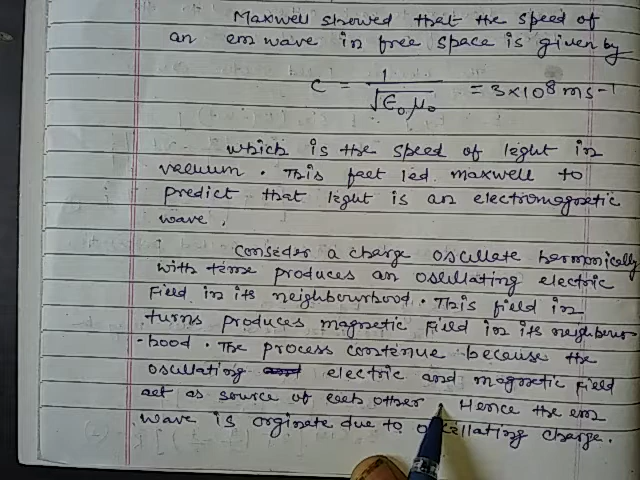 Maxwell showed that the speed of
an em wave in free space is given by
C = 1/√ε₀μ₀ = 3×10⁸ ms⁻¹
which is the speed of light in
vacuum. This fact led maxwell to
predict that light is an electromagnetic
wave.
Consider a charge oscillate harmonically
with time produces an oscillating electric
field in its neighbourhood. This field in
turns produces magnetic field in its neighbour-
-hood. The process continue because the
oscillating electric and magnetic field
act as source of each other. Hence the em
wave is orginate due to oscillating charge.